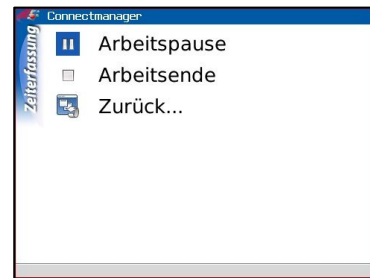 Connectmanager
Zeiterfassung
Arbeitspause
Arbeitsende
Zurück...